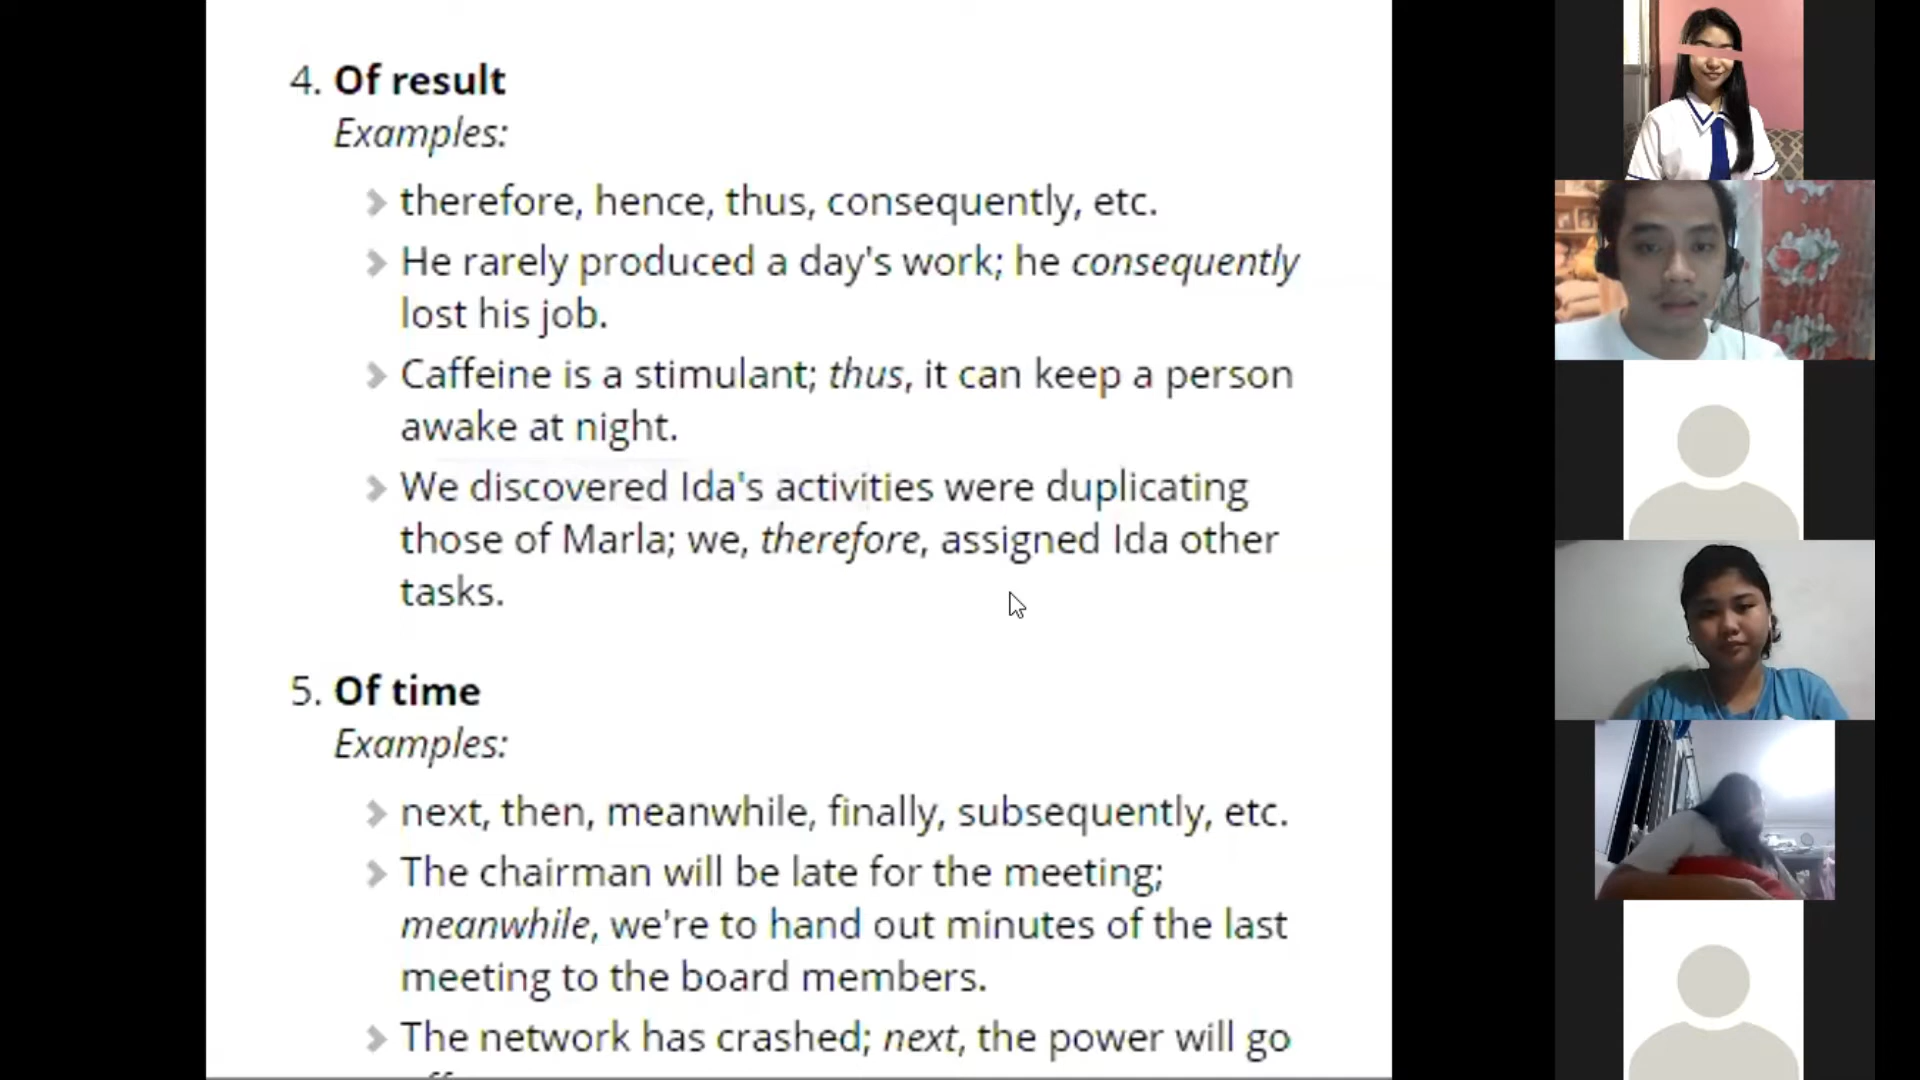 4. Of result
Examples:
therefore, hence, thus, consequently, etc.
He rarely produced a day's work; he consequently
lost his job.
Caffeine is a stimulant; thus, it can keep a person
awake at night.
We discovered Ida's activities were duplicating
those of Marla; we, therefore, assigned Ida other
tasks.
5. Of time
Examples:
next, then, meanwhile, finally, subsequently, etc.
The chairman will be late for the meeting;
meanwhile, we're to hand out minutes of the last
meeting to the board members.
The network has crashed; next, the power will go